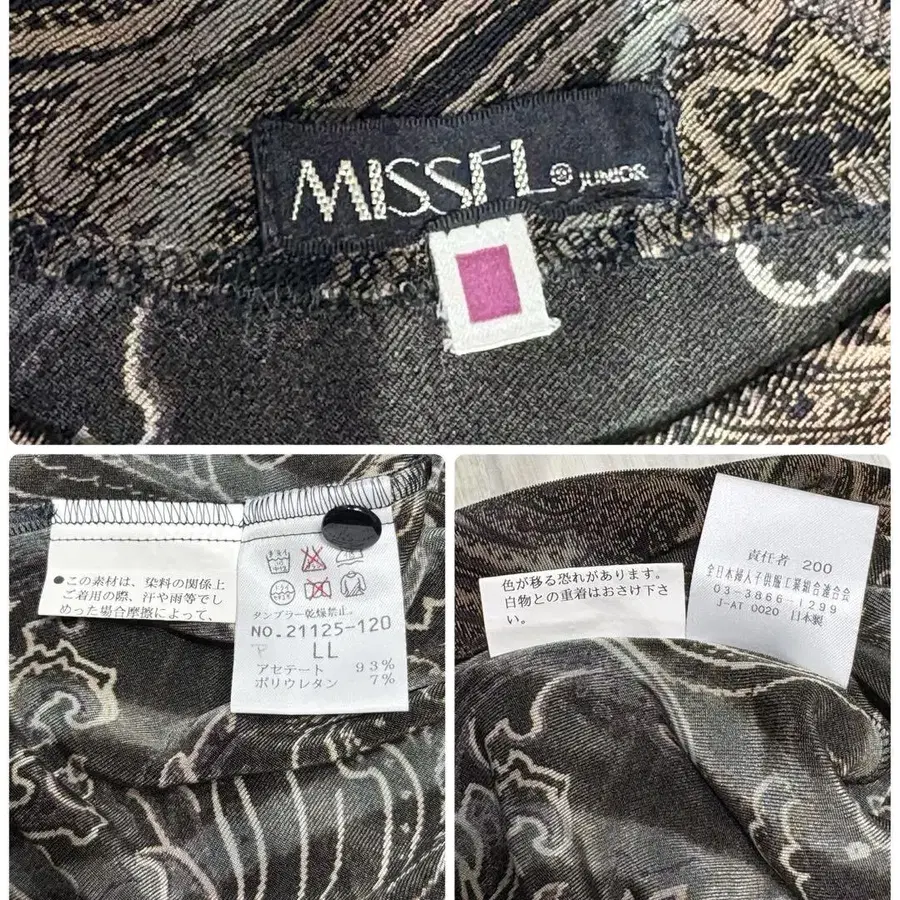 MISSEL® JUNIOR
●この素材は、染料の関係上
ご着用の際、汗や雨等でし
めった場合摩擦によって、
タンブラー乾燥禁止。
NO.21125-120
LL
アセテート 93%
ポリウレタン 7%
色が移る恐れがあります。
白物との重着はおさけ下さ
い。
責任者 200
全日本婦人子供服工業組合連合会
03-3866-1299
J-AT 0020 日本製